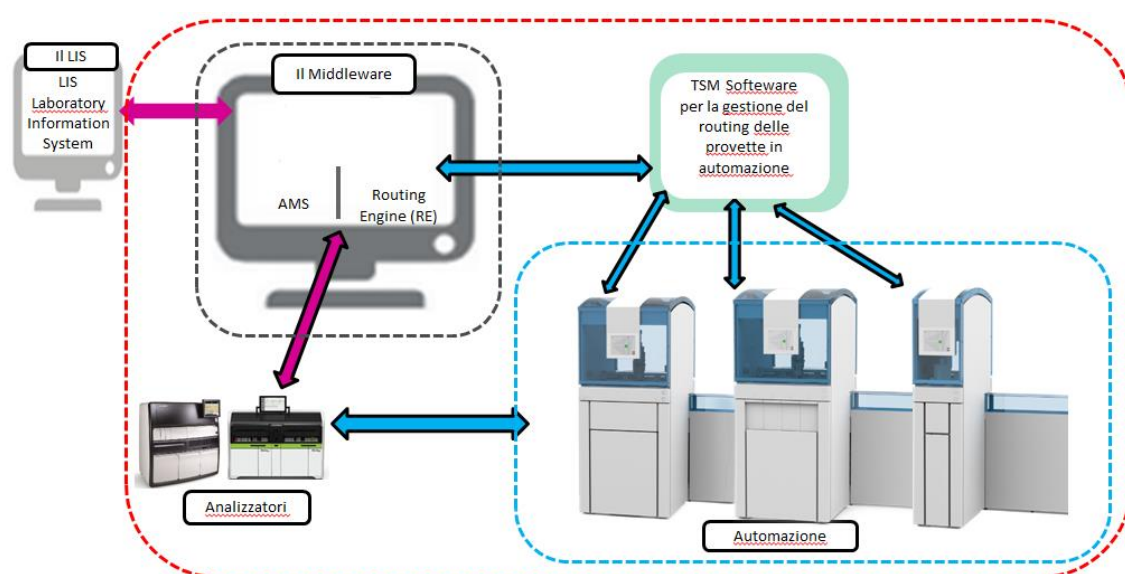 Il LIS
LIS
Laboratory
Information
System
Il Middleware
AMS
Routing
Engine (RE)
TSM Softeware
per la gestione del
routing delle
provette in
automazione
Analizzatori
Automazione